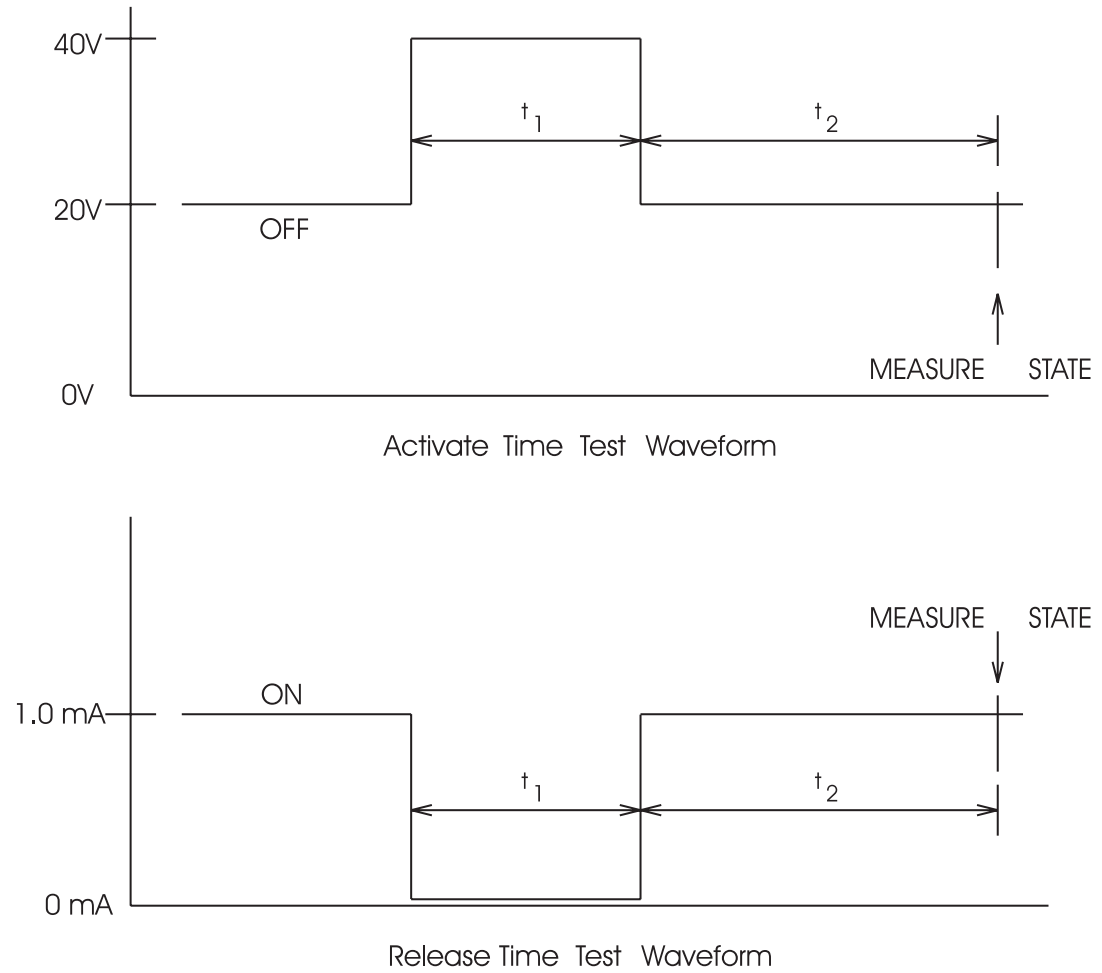 40V
t1
t2
20V
OFF
MEASURE STATE
0V
Activate Time Test Waveform
MEASURE STATE
ON
1.0 mA
t1
t2
0 mA
Release Time Test Waveform